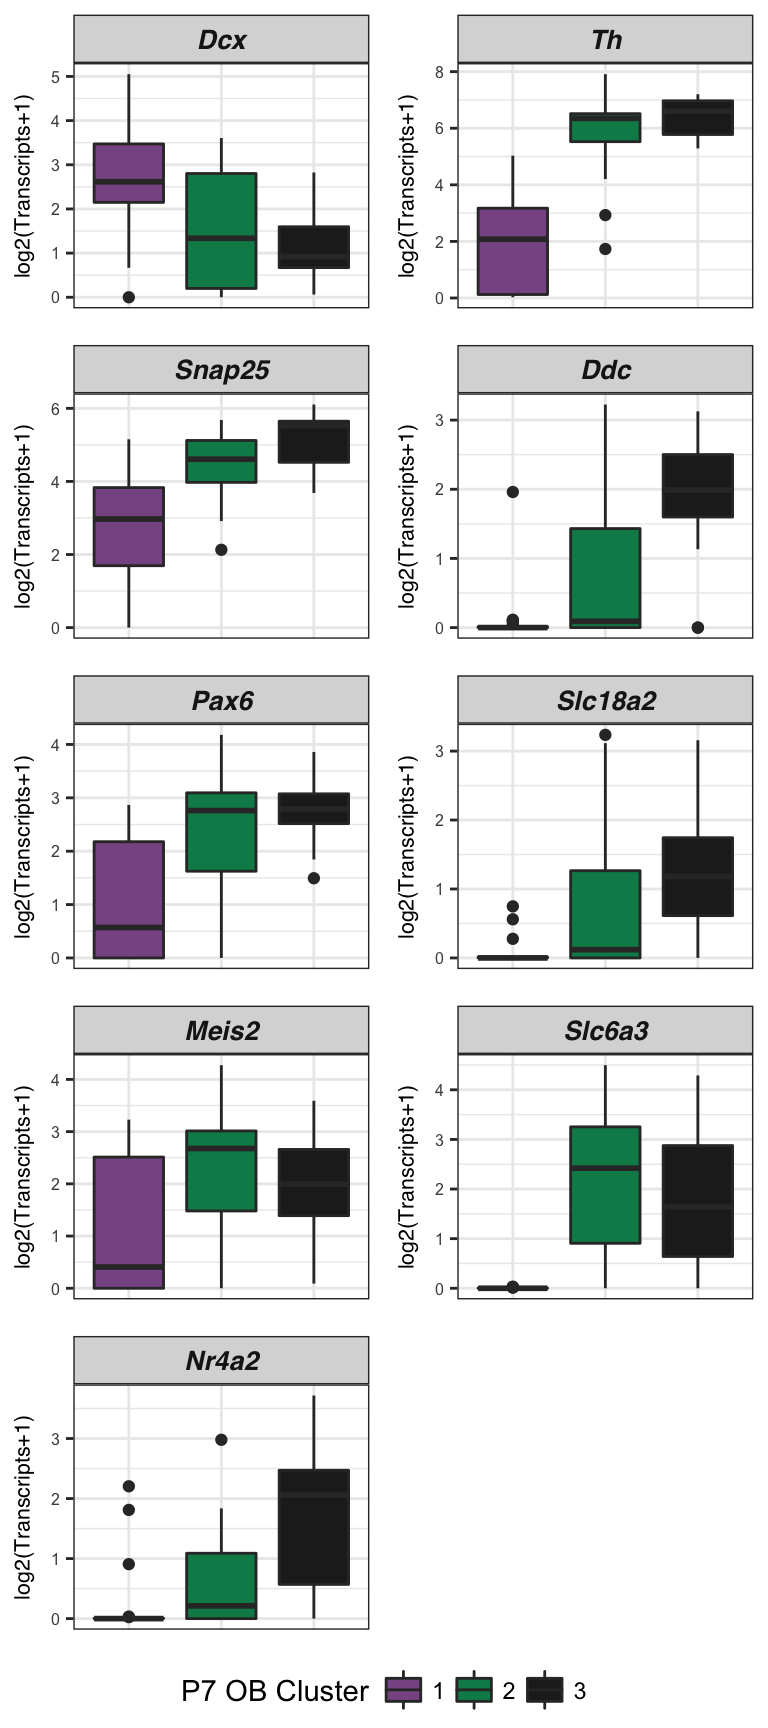 Dcx
log2(Transcripts+1)
5
4
3
2
1
0
Th
log2(Transcripts+1)
8
6
4
2
0
Snap25
log2(Transcripts+1)
6
4
2
0
Ddc
log2(Transcripts+1)
3
2
1
0
Pax6
log2(Transcripts+1)
4
3
2
1
0
Slc18a2
log2(Transcripts+1)
3
2
1
0
Meis2
log2(Transcripts+1)
4
3
2
1
0
Slc6a3
log2(Transcripts+1)
4
3
2
1
0
Nr4a2
log2(Transcripts+1)
3
2
1
0
P7 OB Cluster 1 2 3